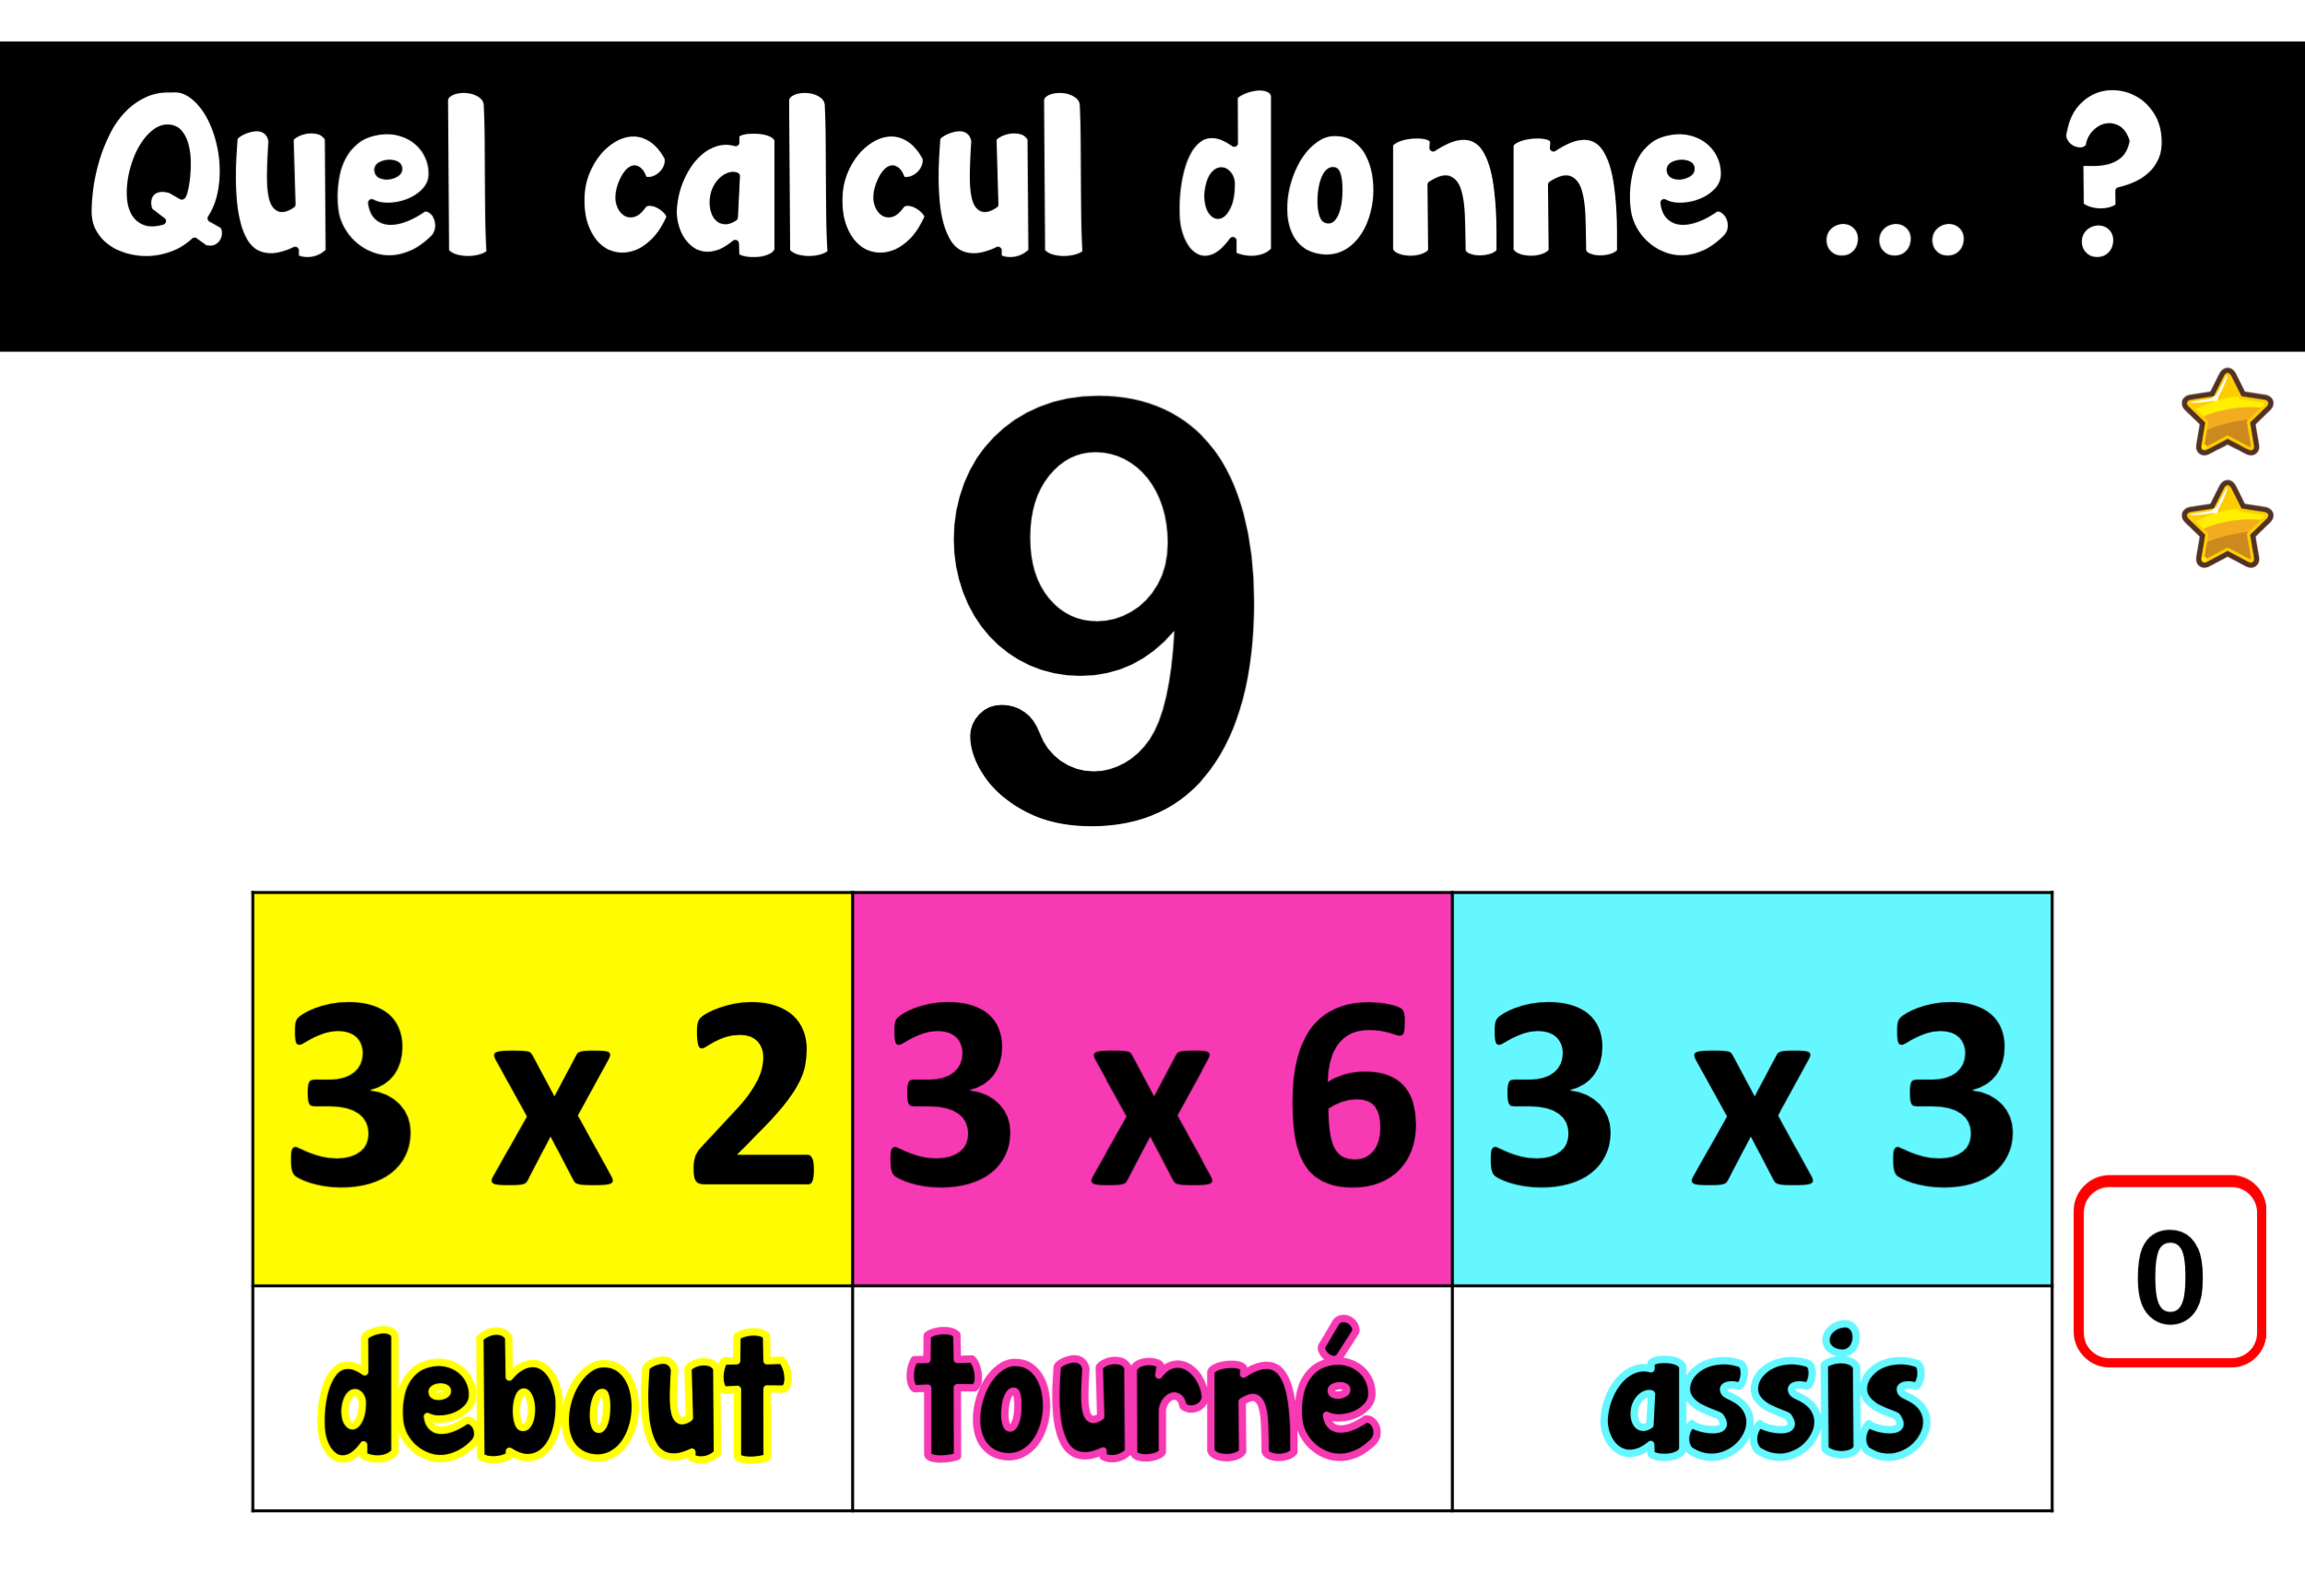 Quel calcul donne ... ?
9
3 x 2 3 x 6 3 x 3
0
debout tourné assis